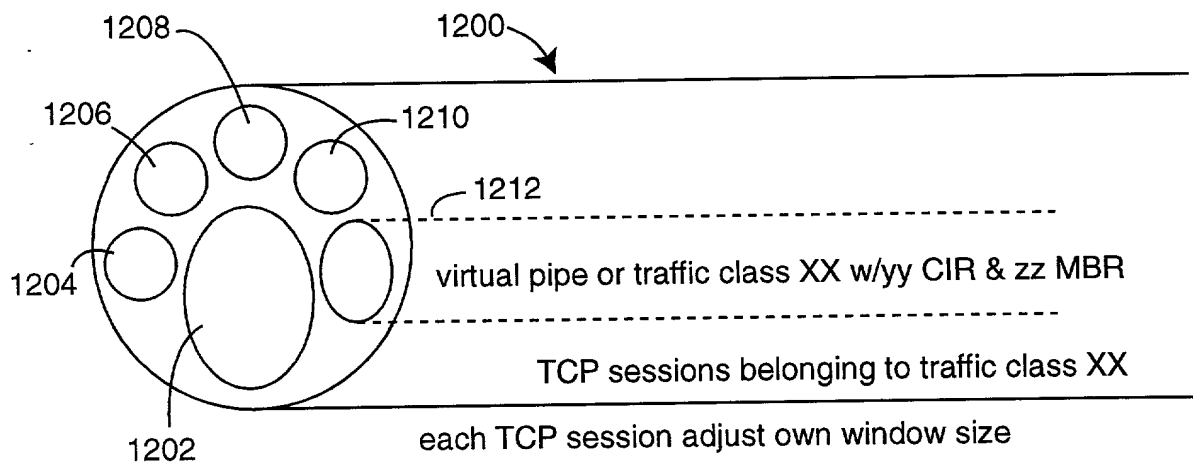 1208
1200
1206
1210
1212
1204
virtual pipe or traffic class XX w/yy CIR & zz MBR
TCP sessions belonging to traffic class XX
1202
each TCP session adjust own window size